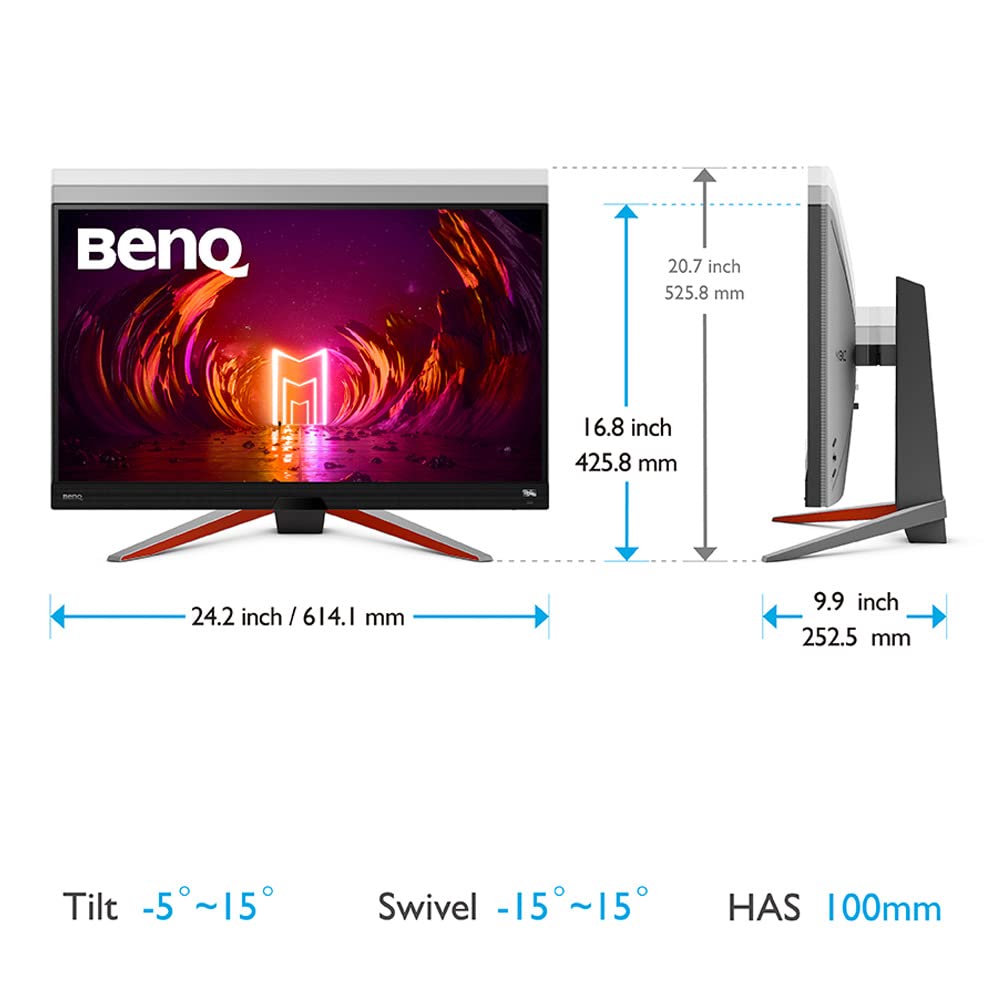 BenQ
20.7 inch
525.8 mm
16.8 inch
425.8 mm
BenQ
24.2 inch / 614.1 mm
9.9 inch
252.5 mm
Tilt -5°~15°
Swivel -15°~15°
HAS 100mm